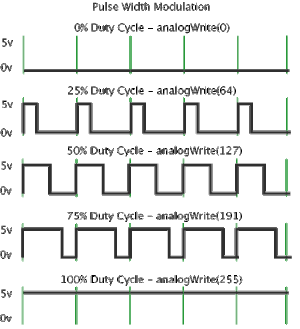 Pulse Width Modulation
0% Duty Cycle - analogWrite(0)
5v
0v
25% Duty Cycle - analogWrite(64)
5v
0v
50% Duty Cycle - analogWrite(127)
5v
0v
75% Duty Cycle - analogWrite(191)
5v
0v
100% Duty Cycle - analogWrite(255)
5v
0v